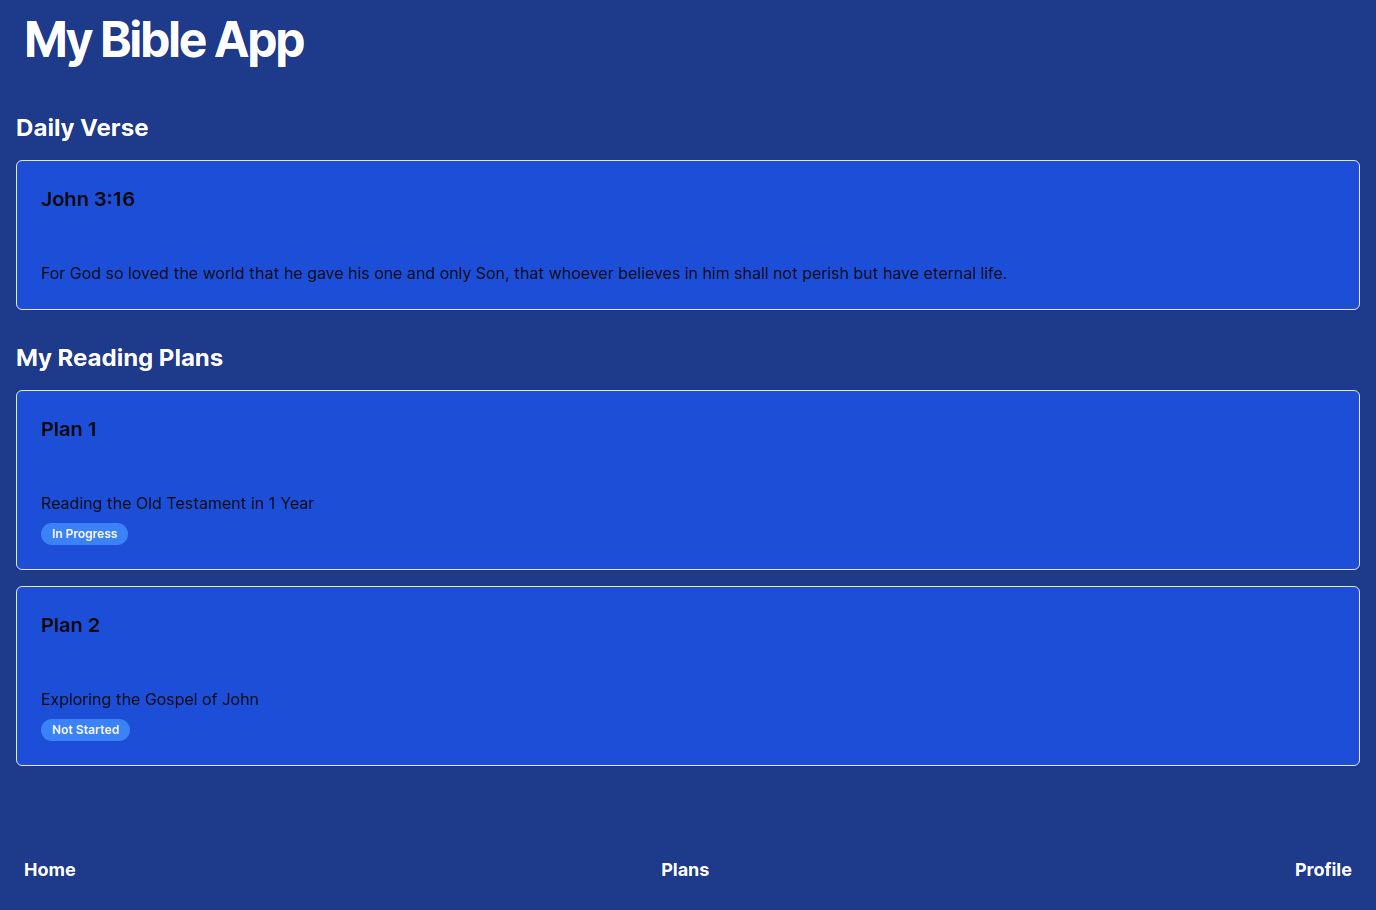 My Bible App
Daily Verse
John 3:16
For God so loved the world that he gave his one and only Son, that whoever believes in him shall not perish but have eternal life.
My Reading Plans
Plan 1
Reading the Old Testament in 1 Year
In Progress
Plan 2
Exploring the Gospel of John
Not Started
Home Plans Profile